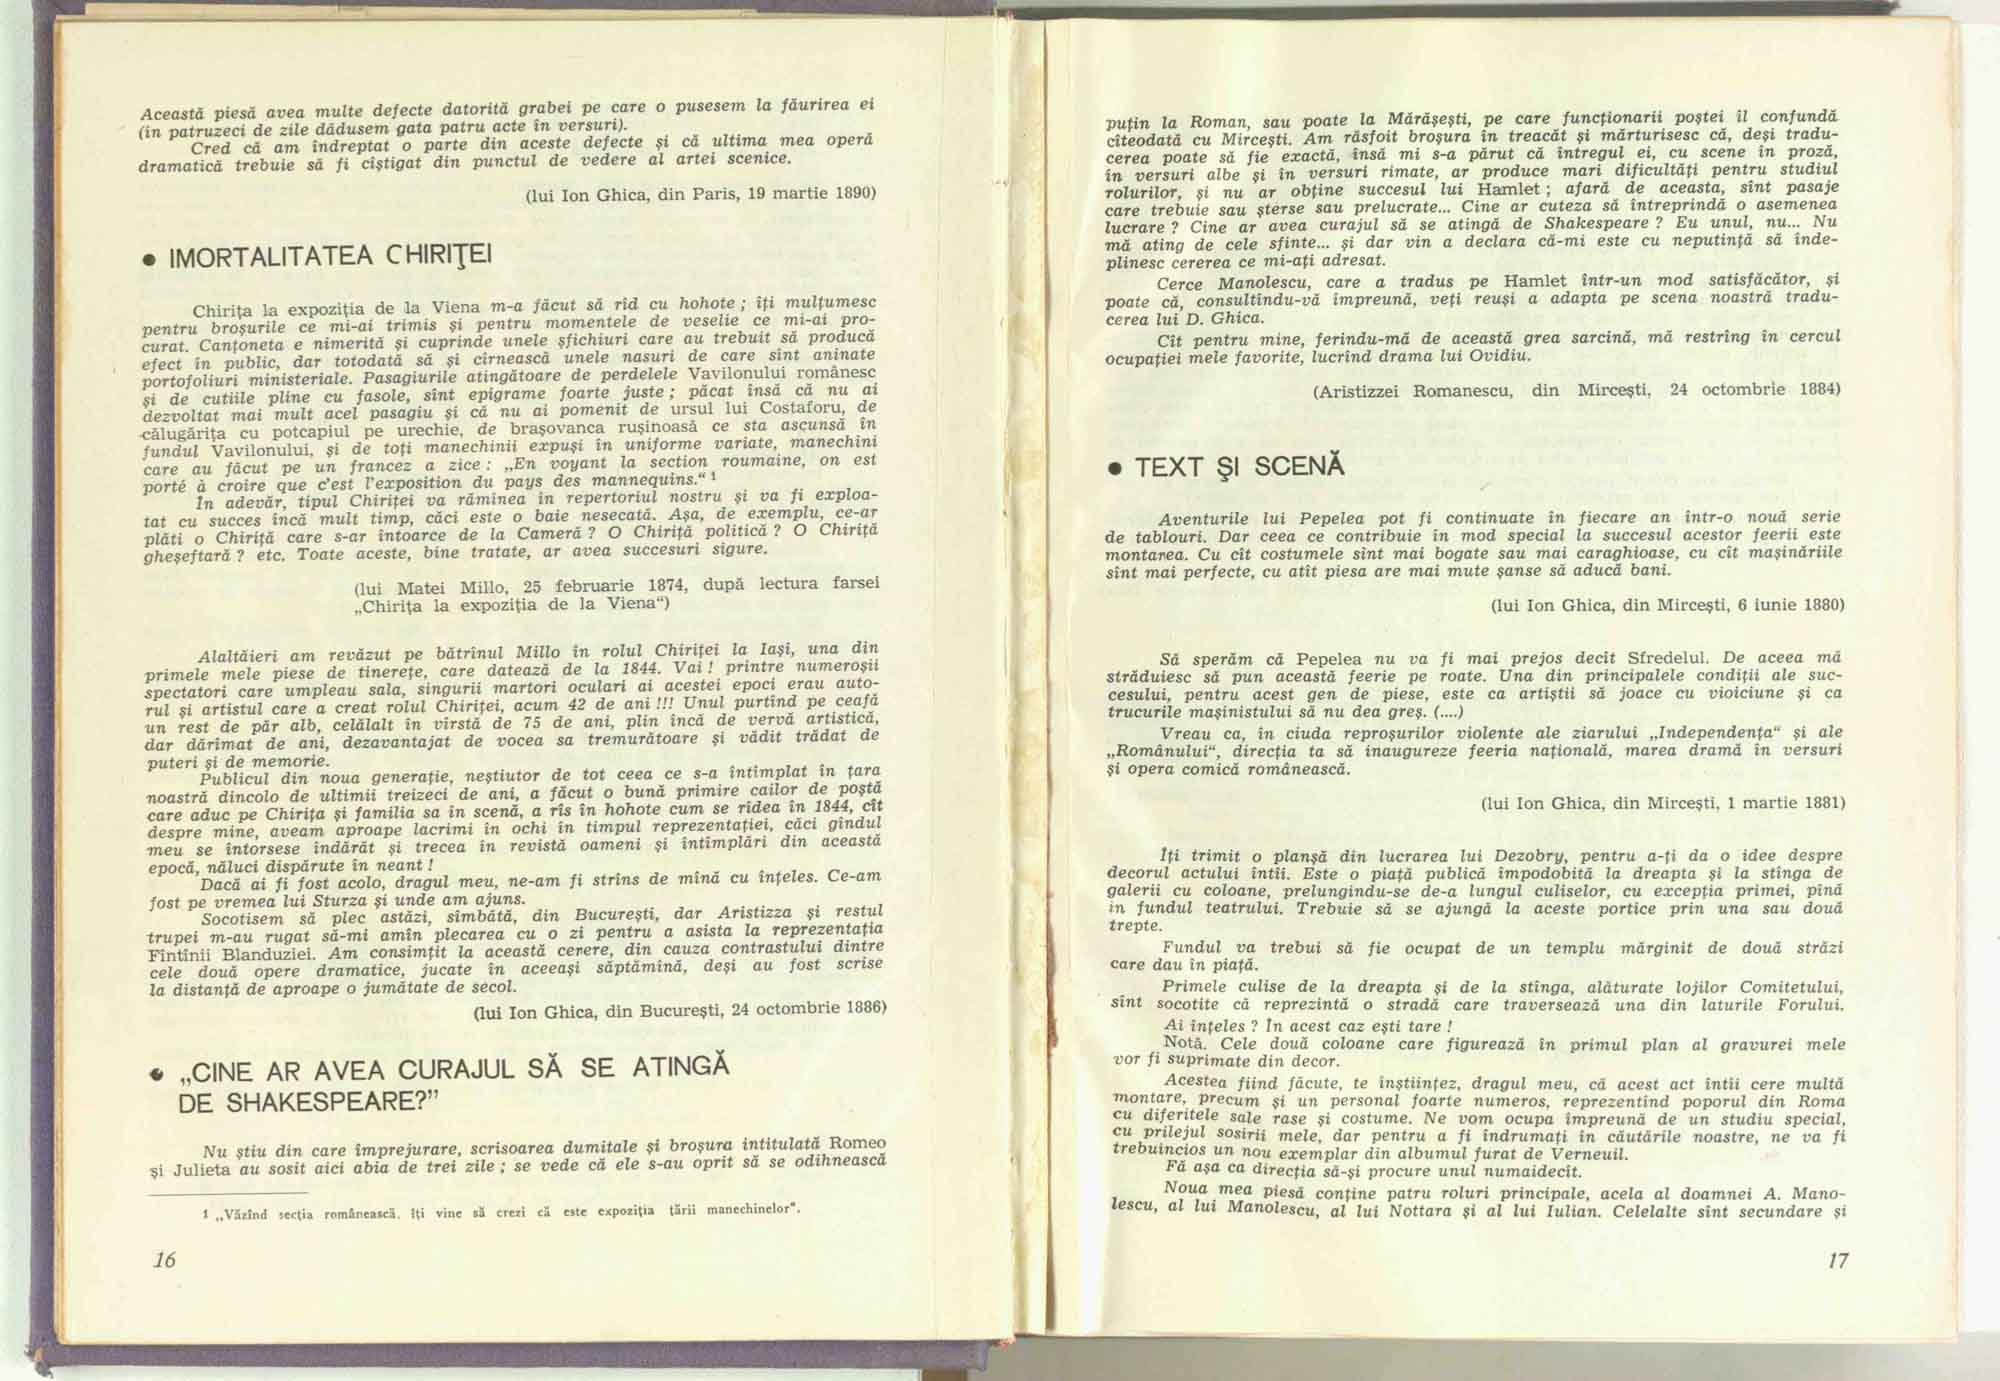 Această piesă avea multe defecte datorită grabei pe care o pusesem la făurirea ei
(în patruzeci de zile dădusem gata patru acte în versuri).
Cred că am îndreptat o parte din aceste defecte și că ultima mea operă
dramatică trebuie să fi cîștigat din punctul de vedere al artei scenice.
(lui Ion Ghica, din Paris, 19 martie 1890)
• IMORTALITATEA CHIRIȚEI
Chirița la expoziția de la Viena m-a făcut să rîd cu hohote ; îți mulțumesc
pentru broșurile ce mi-ai trimis și pentru momentele de veselie ce mi-ai pro-
curat. Canțoneta e nimerită și cuprinde unele șfichiuri care au trebuit să producă
efect în public, dar totodată să și cîrnească unele nasuri de care sînt aninate
portofoliuri ministeriale. Pasagiurile atingătoare de perdelele Vavilonului românesc
și de cutiile pline cu fasole, sînt epigrame foarte juste ; păcat însă că nu ai
dezvoltat mai mult acel pasagiu și că nu ai pomenit de ursul lui Costaforu, de
călugărița cu potcapiul pe urechie, de brașovanca rușinoasă ce sta ascunsă în
fundul Vavilonului, și de toți manechinii expuși în uniforme variate, manechini
care au făcut pe un francez a zice : „En voyant la section roumaine, on est
porté à croire que c'est l'exposition du pays des mannequins.“ 1
În adevăr, tipul Chiriței va rămînea în repertoriul nostru și va fi exploa-
tat cu succes încă mult timp, căci este o baie nesecată. Așa, de exemplu, ce-ar
plăti o Chiriță care s-ar întoarce de la Cameră ? O Chiriță politică ? O Chiriță
gheșeftară ? etc. Toate aceste, bine tratate, ar avea succesuri sigure.
(lui Matei Millo, 25 februarie 1874, după lectura farsei
„Chirița la expoziția de la Viena“)
Alaltăieri am revăzut pe bătrînul Millo în rolul Chiriței la Iași, una din
primele mele piese de tinerețe, care datează de la 1844. Vai ! printre numeroșii
spectatori care umpleau sala, singurii martori oculari ai acestei epoci erau auto-
rul și artistul care a creat rolul Chiriței, acum 42 de ani !!! Unul purtînd pe ceafă
un rest de păr alb, celălalt în vîrstă de 75 de ani, plin încă de vervă artistică,
dar dărîmat de ani, dezavantajat de vocea sa tremurătoare și vădit trădat de
puteri și de memorie.
Publicul din noua generație, neștiutor de tot ceea ce s-a întîmplat în țara
noastră dincolo de ultimii treizeci de ani, a făcut o bună primire cailor de poștă
care aduc pe Chirița și familia sa în scenă, a rîs în hohote cum se rîdea în 1844, cît
despre mine, aveam aproape lacrimi în ochi în timpul reprezentației, căci gîndul
meu se întorsese îndărăt și trecea în revistă oameni și întîmplări din această
epocă, năluci dispărute în neant !
Dacă ai fi fost acolo, dragul meu, ne-am fi strîns de mînă cu înțeles. Ce-am
fost pe vremea lui Sturza și unde am ajuns.
Socotisem să plec astăzi, sîmbătă, din București, dar Aristizza și restul
trupei m-au rugat să-mi amîn plecarea cu o zi pentru a asista la reprezentația
Fîntînii Blanduziei. Am consimțit la această cerere, din cauza contrastului dintre
cele două opere dramatice, jucate în aceeași săptămînă, deși au fost scrise
la distanță de aproape o jumătate de secol.
(lui Ion Ghica, din București, 24 octombrie 1886)
• „CINE AR AVEA CURAJUL SĂ SE ATINGĂ
DE SHAKESPEARE?”
Nu știu din care împrejurare, scrisoarea dumitale și broșura intitulată Romeo
și Julieta au sosit aici abia de trei zile ; se vede că ele s-au oprit să se odihnească
1 „Văzînd secția românească, îți vine să crezi că este expoziția țării manechinelor“.
16
puțin la Roman, sau poate la Mărășești, pe care funcționarii poștei îl confundă
cîteodată cu Mircești. Am răsfoit broșura în treacăt și mărturisesc că, deși tradu-
cerea poate să fie exactă, însă mi s-a părut că întregul ei, cu scene în proză,
în versuri albe și în versuri rimate, ar produce mari dificultăți pentru studiul
rolurilor, și nu ar obține succesul lui Hamlet ; afară de aceasta, sînt pasaje
care trebuie sau șterse sau prelucrate... Cine ar cuteza să întreprindă o asemenea
lucrare ? Cine ar avea curajul să se atingă de Shakespeare ? Eu unul, nu... Nu
mă ating de cele sfinte... și dar vin a declara că-mi este cu neputință să înde-
plinesc cererea ce mi-ați adresat.
Cerce Manolescu, care a tradus pe Hamlet într-un mod satisfăcător, și
poate că, consultîndu-vă împreună, veți reuși a adapta pe scena noastră tradu-
cerea lui D. Ghica.
Cît pentru mine, ferindu-mă de această grea sarcină, mă restrîng în cercul
ocupației mele favorite, lucrînd drama lui Ovidiu.
(Aristizzei Romanescu, din Mircești, 24 octombrie 1884)
• TEXT ȘI SCENĂ
Aventurile lui Pepelea pot fi continuate în fiecare an într-o nouă serie
de tablouri. Dar ceea ce contribuie în mod special la succesul acestor feerii este
montarea. Cu cît costumele sînt mai bogate sau mai caraghioase, cu cît mașinăriile
sînt mai perfecte, cu atît piesa are mai mute șanse să aducă bani.
(lui Ion Ghica, din Mircești, 6 iunie 1880)
Să sperăm că Pepelea nu va fi mai prejos decît Sfredelul. De aceea mă
străduiesc să pun această feerie pe roate. Una din principalele condiții ale suc-
cesului, pentru acest gen de piese, este ca artiștii să joace cu vioiciune și ca
trucurile mașinistului să nu dea greș. (....)
Vreau ca, în ciuda reproșurilor violente ale ziarului „Independența“ și ale
„Românului“, direcția ta să inaugureze feeria națională, marea dramă în versuri
și opera comică românească.
(lui Ion Ghica, din Mircești, 1 martie 1881)
Îți trimit o planșă din lucrarea lui Dezobry, pentru a-ți da o idee despre
decorul actului întîi. Este o piață publică împodobită la dreapta și la stînga de
galerii cu coloane, prelungindu-se de-a lungul culiselor, cu excepția primei, pînă
în fundul teatrului. Trebuie să se ajungă la aceste portice prin una sau două
trepte.
Fundul va trebui să fie ocupat de un templu mărginit de două străzi
care dau în piață.
Primele culise de la dreapta și de la stînga, alăturate lojilor Comitetului,
sînt socotite că reprezintă o stradă care traversează una din laturile Forului.
Ai înțeles ? În acest caz ești tare !
Notă. Cele două coloane care figurează în primul plan al gravurei mele
vor fi suprimate din decor.
Acestea fiind făcute, te înștiințez, dragul meu, că acest act întîi cere multă
montare, precum și un personal foarte numeros, reprezentînd poporul din Roma
cu diferitele sale rase și costume. Ne vom ocupa împreună de un studiu special,
cu prilejul sosirii mele, dar pentru a fi îndrumați în căutările noastre, ne va fi
trebuincios un nou exemplar din albumul furat de Verneuil.
Fă așa ca direcția să-și procure unul numaidecît.
Noua mea piesă conține patru roluri principale, acela al doamnei A. Mano-
lescu, al lui Manolescu, al lui Nottara și al lui Iulian. Celelalte sînt secundare și
17